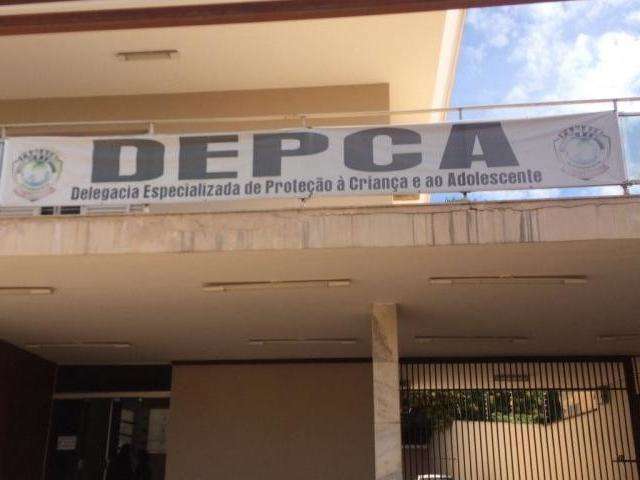 DEPCA
Delegacia Especializada de Proteção à Criança e ao Adolescente